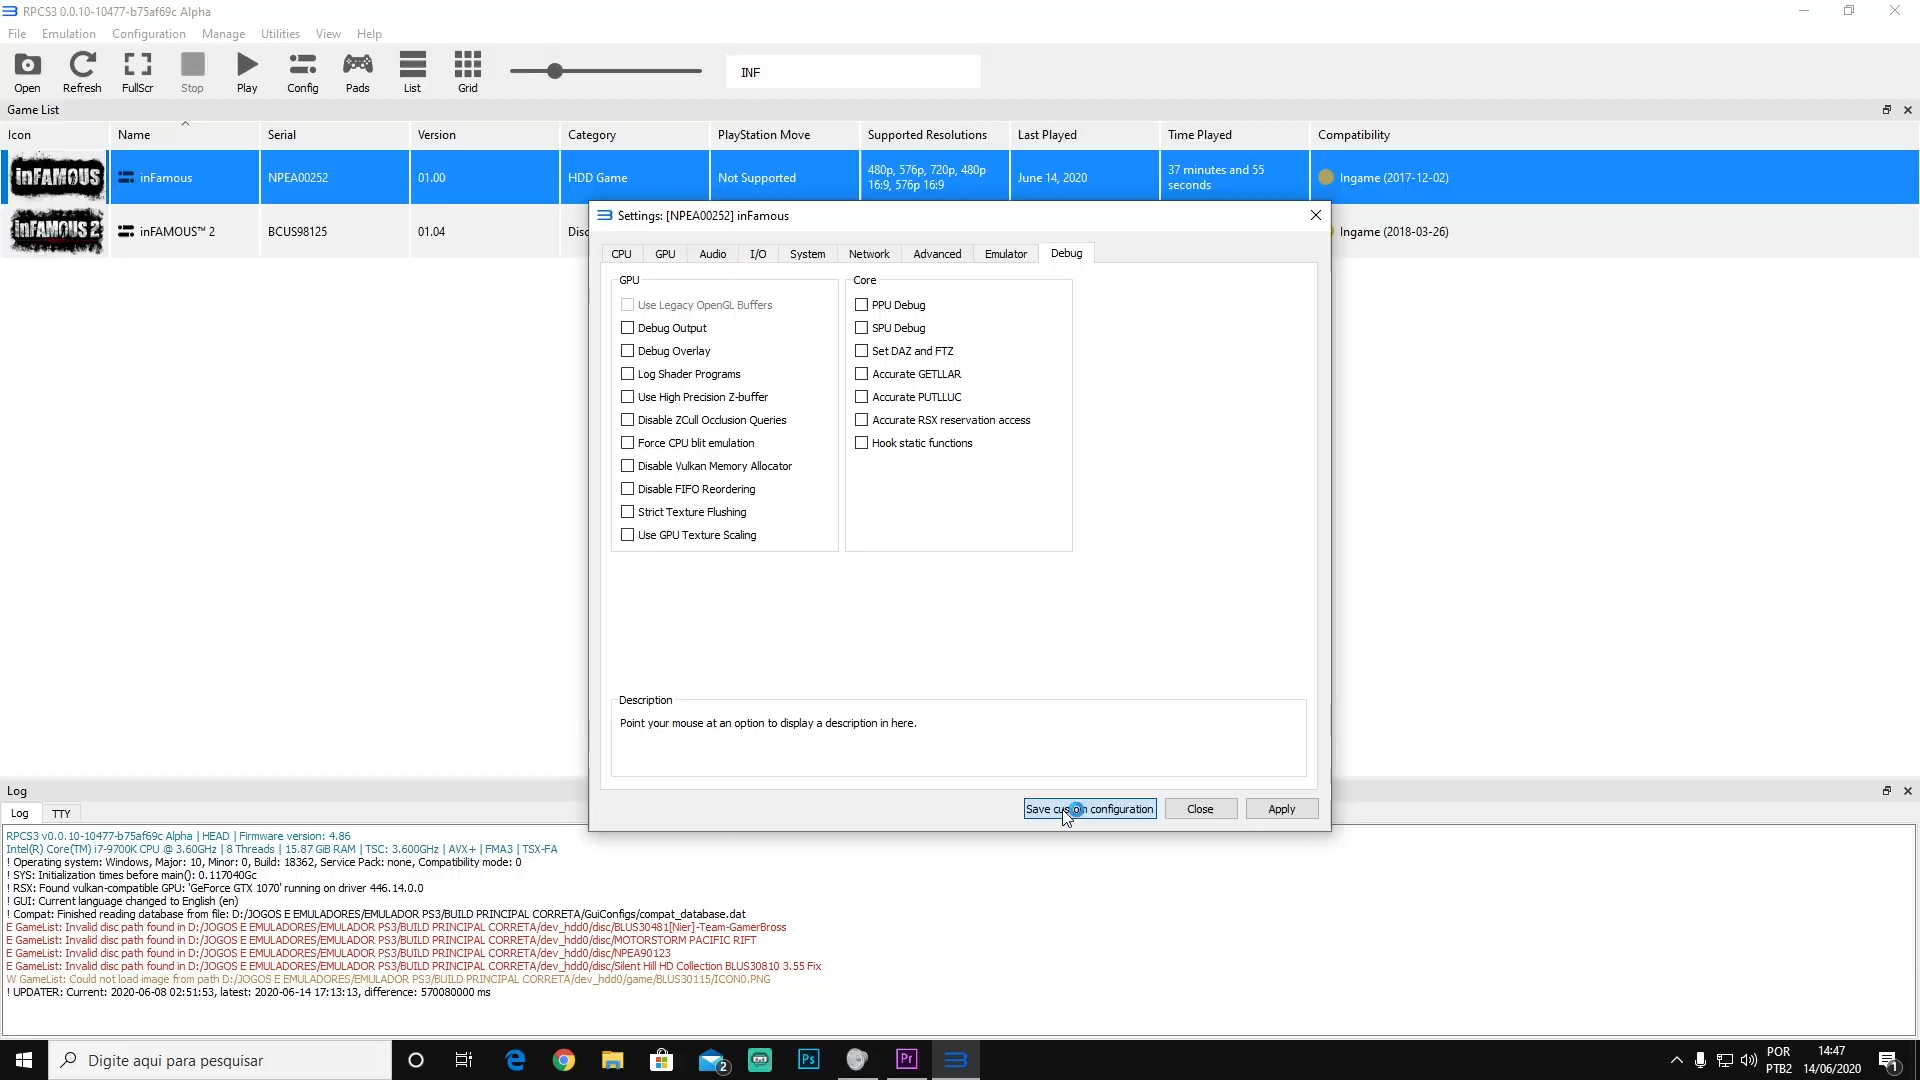 RPCS3 0.0.10-10477-b75af69c Alpha
File Emulation Configuration Manage Utilities View Help
Open Refresh FullScr Stop Play Config Pads List Grid
INF
Game List
Icon Name Serial Version Category PlayStation Move Supported Resolutions Last Played Time Played Compatibility
inFAMOUS inFamous NPEA00252 01.00 HDD Game Not Supported 480p, 576p, 720p, 480p 16:9, 576p 16:9 June 14, 2020 37 minutes and 55 seconds Ingame (2017-12-02)
inFAMOUS 2 inFAMOUS™ 2 BCUS98125 01.04 Disc Ingame (2018-03-26)
Settings: [NPEA00252] inFamous
CPU GPU Audio I/O System Network Advanced Emulator Debug
GPU
Use Legacy OpenGL Buffers
Debug Output
Debug Overlay
Log Shader Programs
Use High Precision Z-buffer
Disable ZCull Occlusion Queries
Force CPU blit emulation
Disable Vulkan Memory Allocator
Disable FIFO Reordering
Strict Texture Flushing
Use GPU Texture Scaling
Core
PPU Debug
SPU Debug
Set DAZ and FTZ
Accurate GETLLAR
Accurate PUTLLUC
Accurate RSX reservation access
Hook static functions
Description
Point your mouse at an option to display a description in here.
Save custom configuration Close Apply
Log
Log TTY
RPCS3 v0.0.10-10477-b75af69c Alpha | HEAD | Firmware version: 4.86
Intel(R) Core(TM) i7-9700K CPU @ 3.60GHz | 8 Threads | 15.87 GiB RAM | TSC: 3.600GHz | AVX+ | FMA3 | TSX-FA
! Operating system: Windows, Major: 10, Minor: 0, Build: 18362, Service Pack: none, Compatibility mode: 0
! SYS: Initialization times before main(): 0.117040Gc
! RSX: Found vulkan-compatible GPU: 'GeForce GTX 1070' running on driver 446.14.0.0
! GUI: Current language changed to English (en)
! Compat: Finished reading database from file: D:/JOGOS E EMULADORES/EMULADOR PS3/BUILD PRINCIPAL CORRETA/GuiConfigs/compat_database.dat
E GameList: Invalid disc path found in D:/JOGOS E EMULADORES/EMULADOR PS3/BUILD PRINCIPAL CORRETA/dev_hdd0/disc/BLUS30481[Nier]-Team-GamerBross
E GameList: Invalid disc path found in D:/JOGOS E EMULADORES/EMULADOR PS3/BUILD PRINCIPAL CORRETA/dev_hdd0/disc/MOTORSTORM PACIFIC RIFT
E GameList: Invalid disc path found in D:/JOGOS E EMULADORES/EMULADOR PS3/BUILD PRINCIPAL CORRETA/dev_hdd0/disc/NPEA90123
E GameList: Invalid disc path found in D:/JOGOS E EMULADORES/EMULADOR PS3/BUILD PRINCIPAL CORRETA/dev_hdd0/disc/Silent Hill HD Collection BLUS30810 3.55 Fix
W GameList: Could not load image from path D:/JOGOS E EMULADORES/EMULADOR PS3/BUILD PRINCIPAL CORRETA/dev_hdd0/game/BLUS30115/ICON0.PNG
! UPDATER: Current: 2020-06-08 02:51:53, latest: 2020-06-14 17:13:13, difference: 570080000 ms
Digite aqui para pesquisar 2 Ps Pr POR PTB2 14:47 14/06/2020 1